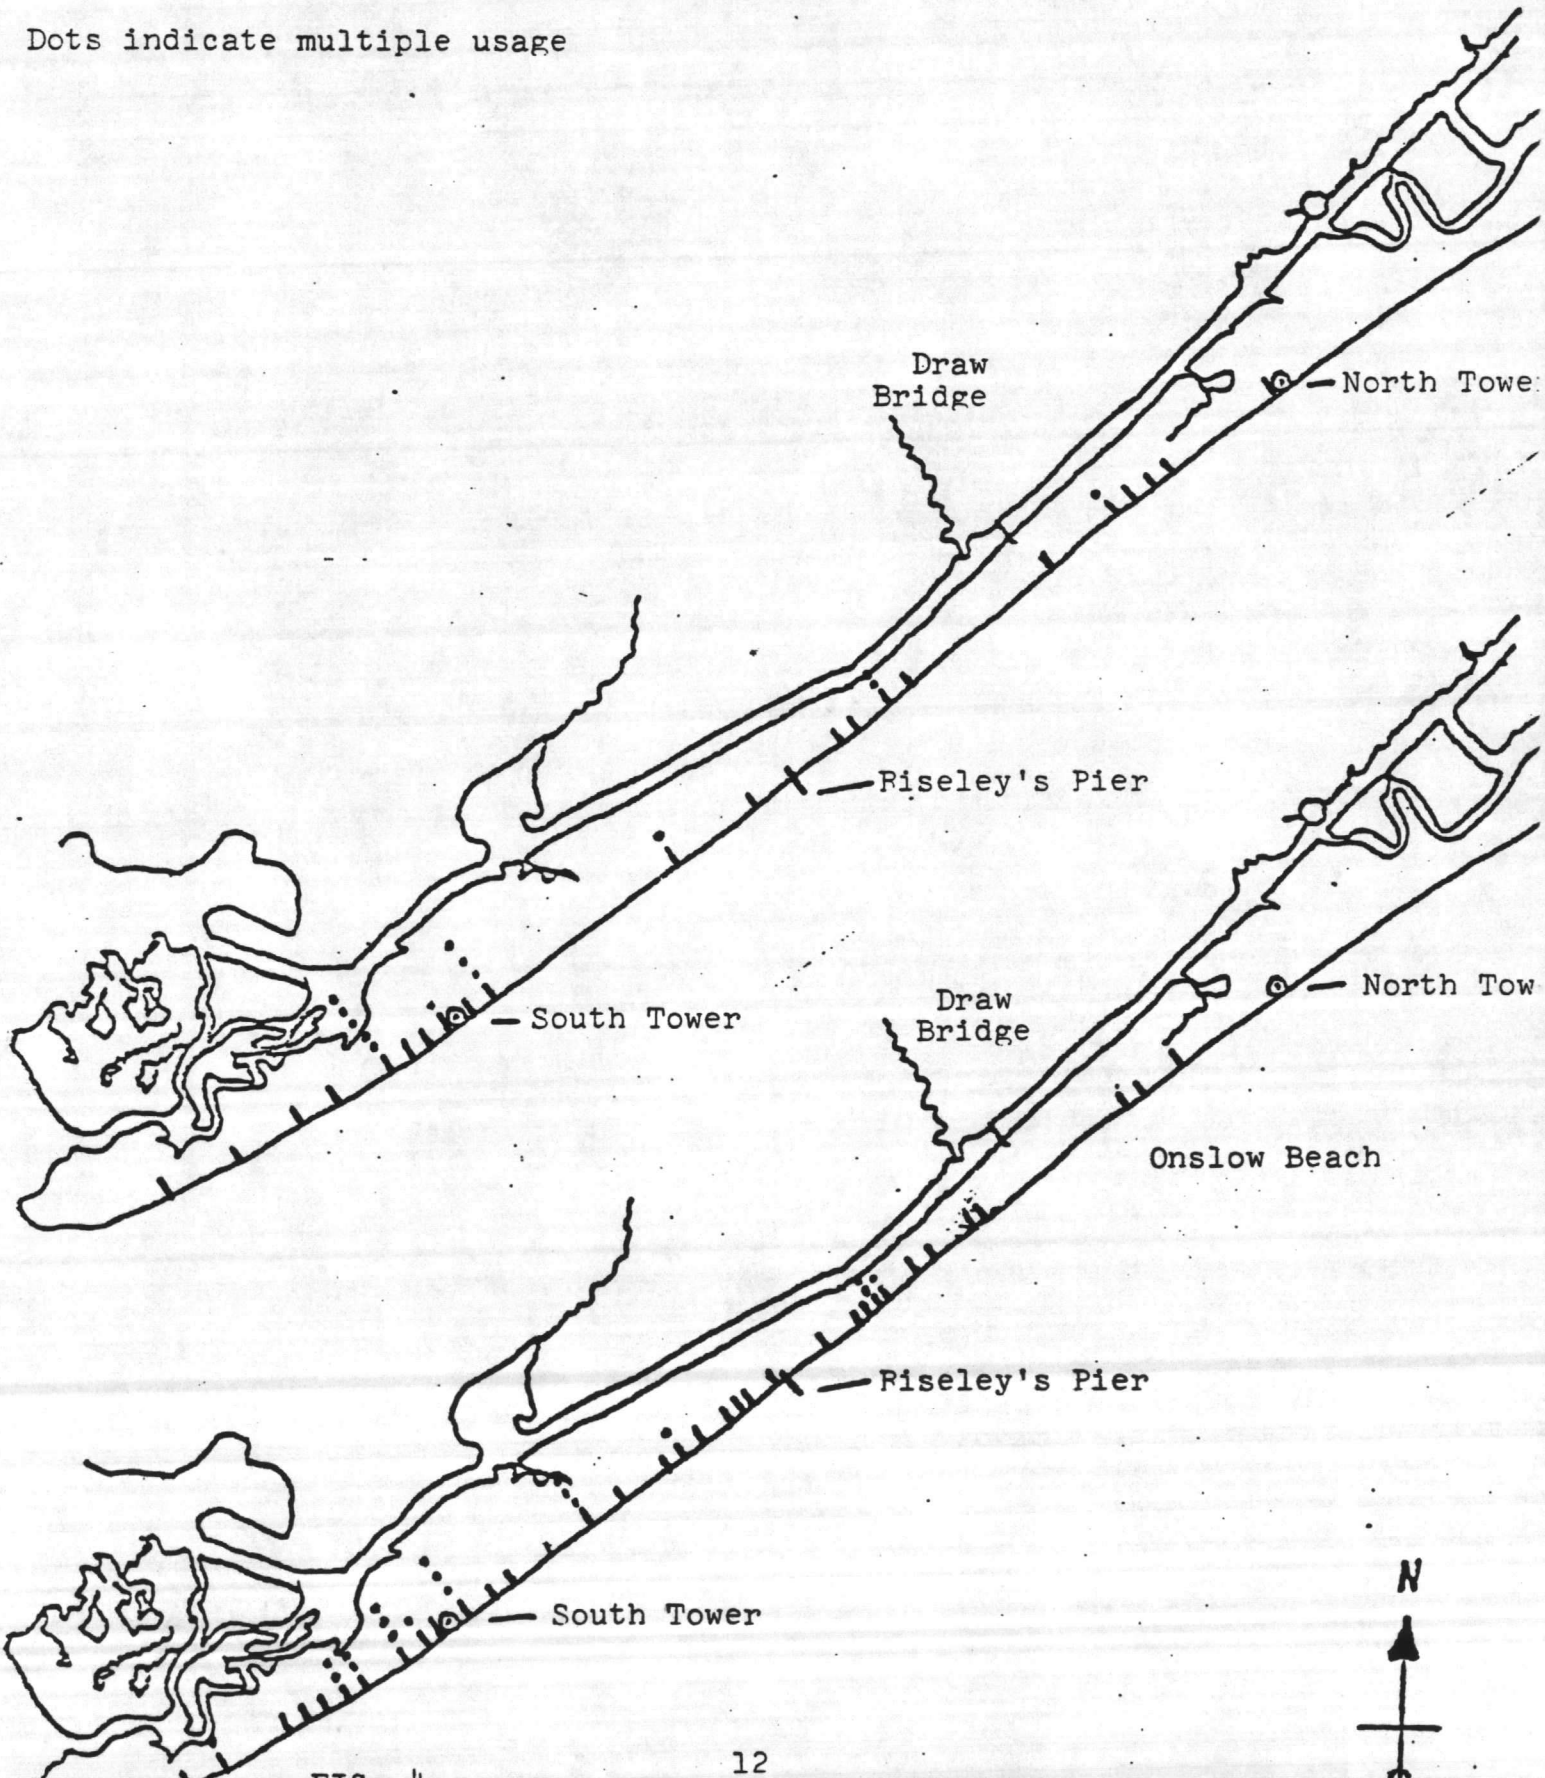 Dots indicate multiple usage
Draw
Bridge
North Towe
Riseley's Pier
South Tower
Draw
Bridge
North Tow
Onslow Beach
Riseley's Pier
South Tower
N
12